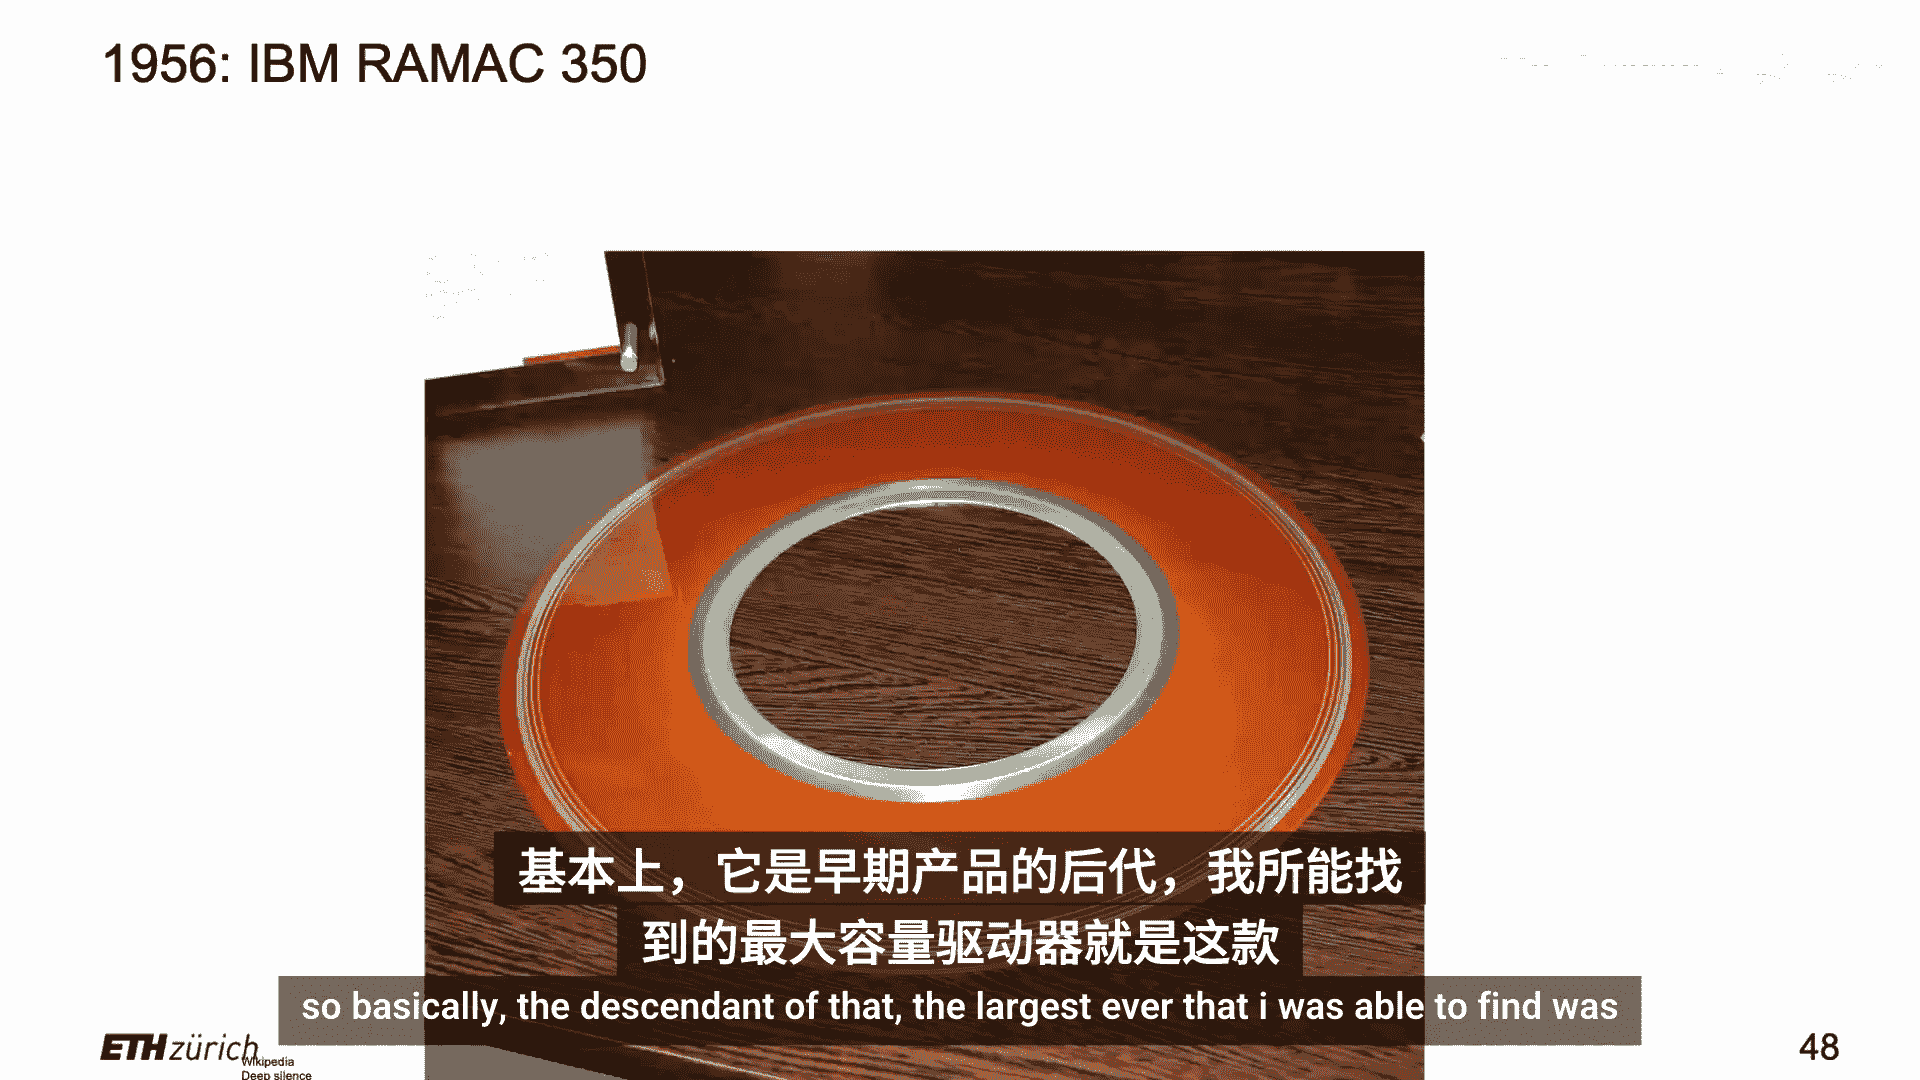 1956: IBM RAMAC 350
基本上，它是早期产品的后代，我所能找
到的最大容量驱动器就是这款
so basically, the descendant of that, the largest ever that i was able to find was
ETH zürich
Wikipedia
Deep silence
48